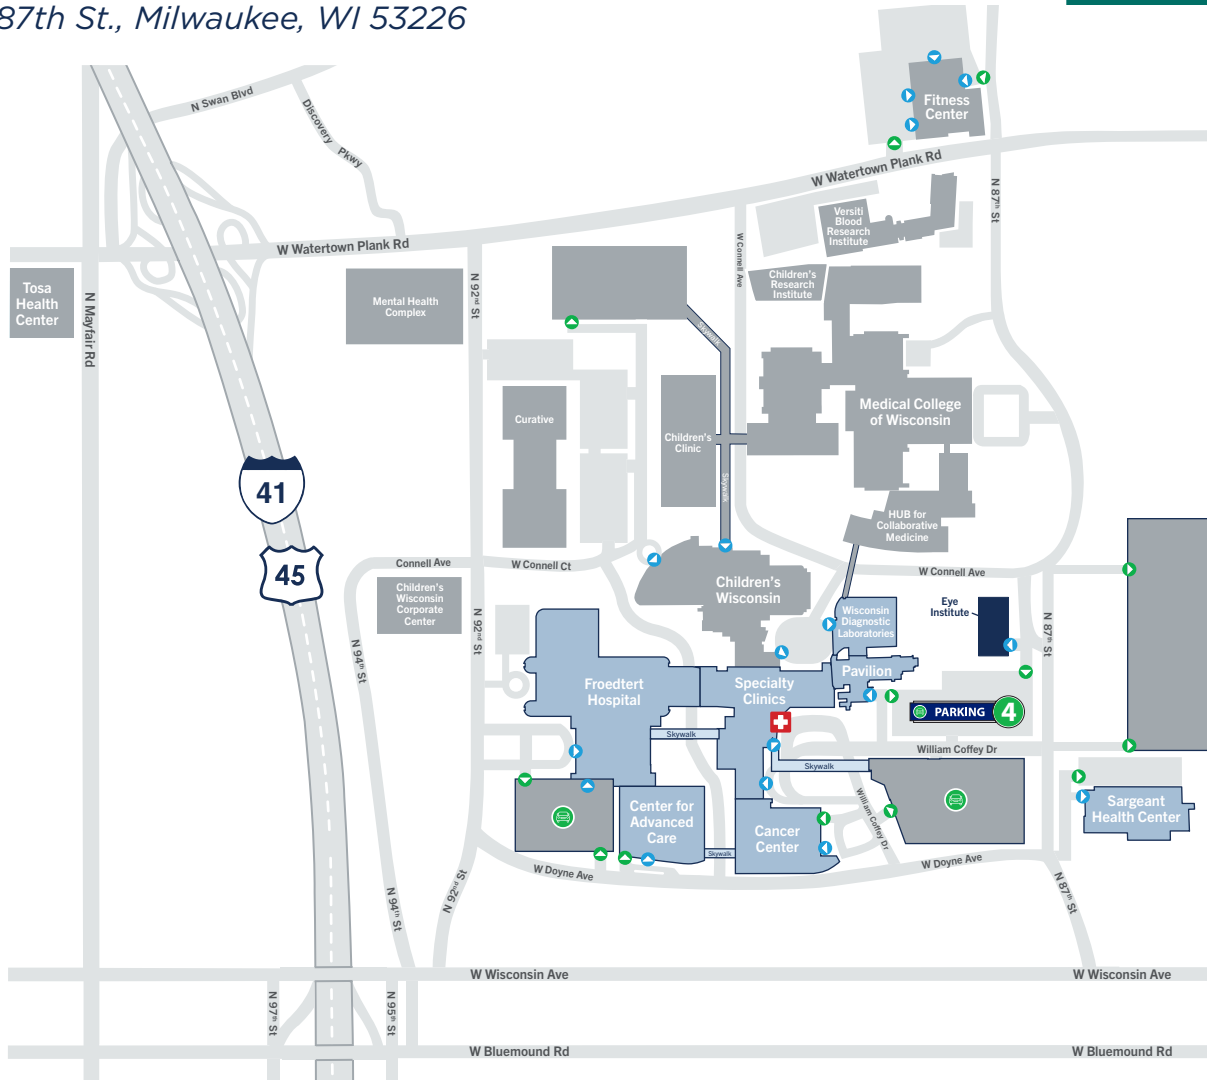 87th St., Milwaukee, WI 53226
N Swan Blvd
Discovery Pkwy
Fitness
Center
W Watertown Plank Rd
N 87th St
Versiti
Blood
Research
Institute
W Watertown Plank Rd
W Connell Ave
Children's
Research
Institute
Tosa
Health
Center
N Mayfair Rd
Mental Health
Complex
N 92nd St
Skywalk
Curative
Children's
Clinic
Medical College
of Wisconsin
Skywalk
41
HUB for
Collaborative
Medicine
45
Connell Ave
W Connell Ct
W Connell Ave
Children's
Wisconsin
Corporate
Center
Children's
Wisconsin
Wisconsin
Diagnostic
Laboratories
Eye
Institute
N 87th St
N 92nd St
N 94th St
Froedtert
Hospital
Specialty
Clinics
Pavilion
PARKING 4
Skywalk
William Coffey Dr
Skywalk
William Coffey Dr
Center for
Advanced
Care
Cancer
Center
Sargeant
Health Center
Skywalk
W Doyne Ave
W Doyne Ave
N 92nd St
N 94th St
N 87th St
W Wisconsin Ave
W Wisconsin Ave
N 97th St
N 95th St
W Bluemound Rd
W Bluemound Rd